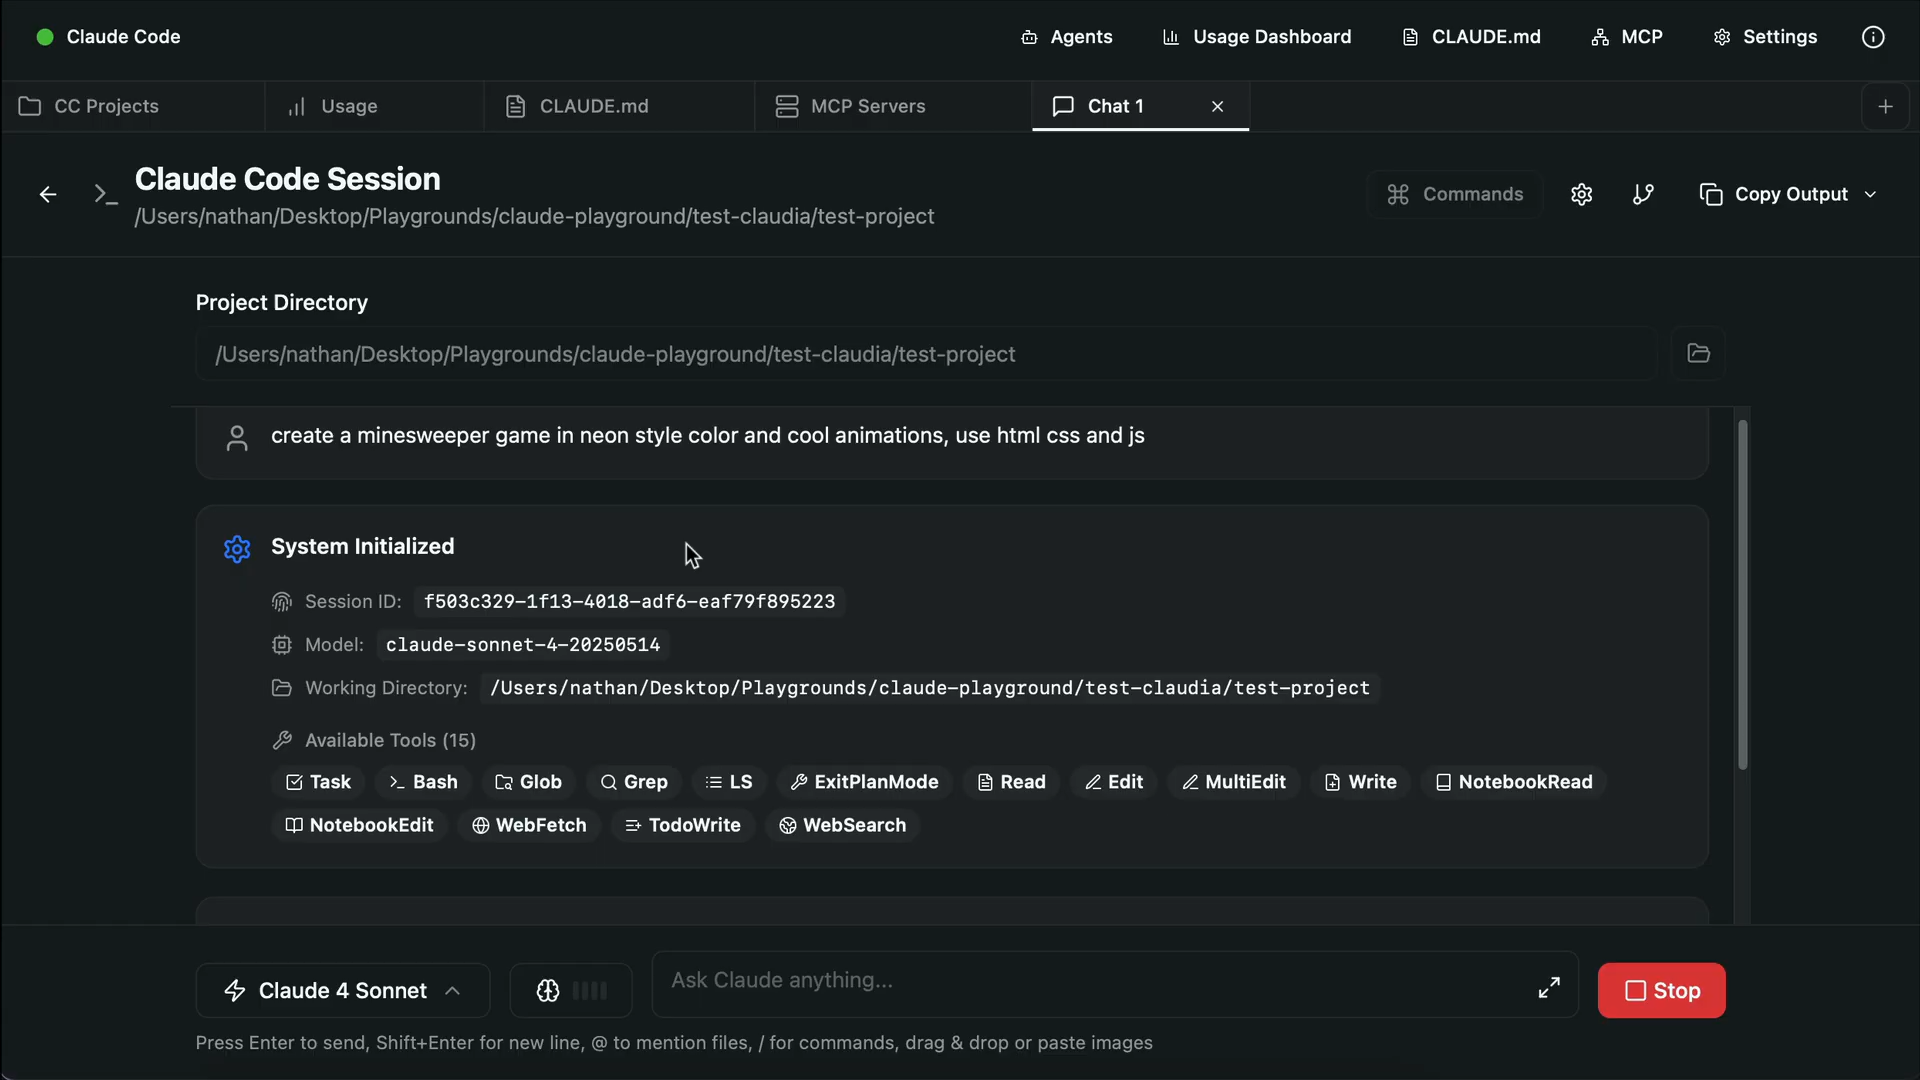 Claude Code Agents Usage Dashboard CLAUDE.md MCP Settings
CC Projects Usage CLAUDE.md MCP Servers Chat 1
Claude Code Session
/Users/nathan/Desktop/Playgrounds/claude-playground/test-claudia/test-project
Commands Copy Output
Project Directory
/Users/nathan/Desktop/Playgrounds/claude-playground/test-claudia/test-project
create a minesweeper game in neon style color and cool animations, use html css and js
System Initialized
Session ID: f503c329-1f13-4018-adf6-eaf79f895223
Model: claude-sonnet-4-20250514
Working Directory: /Users/nathan/Desktop/Playgrounds/claude-playground/test-claudia/test-project
Available Tools (15)
Task Bash Glob Grep LS ExitPlanMode Read Edit MultiEdit Write NotebookRead
NotebookEdit WebFetch TodoWrite WebSearch
Claude 4 Sonnet Ask Claude anything... Stop
Press Enter to send, Shift+Enter for new line, @ to mention files, / for commands, drag & drop or paste images